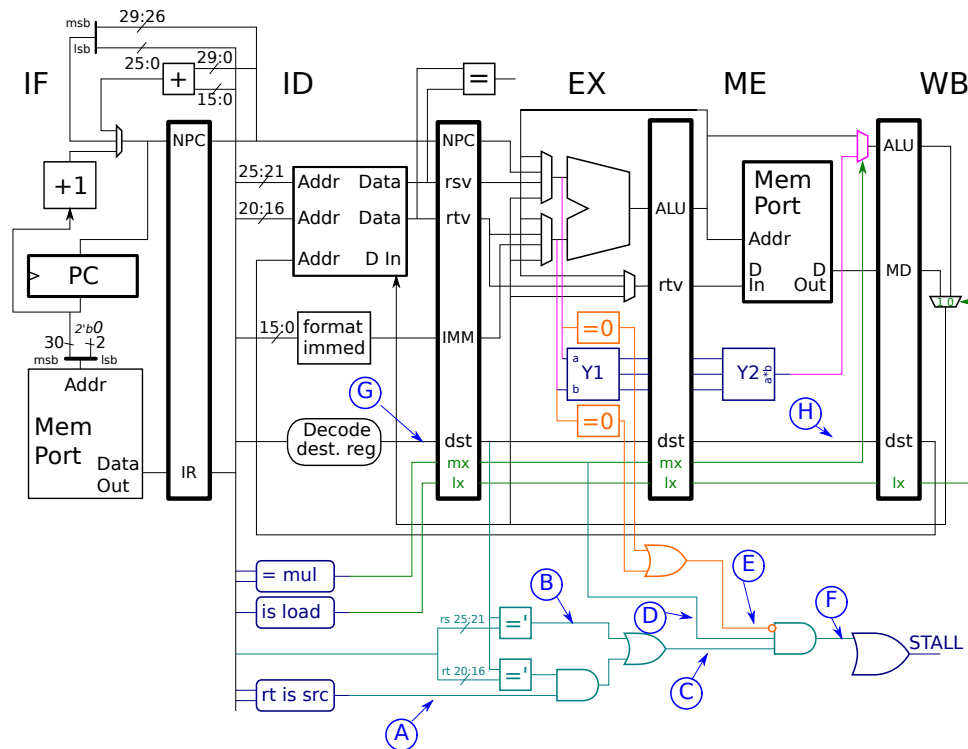 IF
ID
EX
ME
WB
29:26
msb
lsb
25:0
29:0
15:0
+
=
+1
PC
2'b0
30
2
msb
lsb
Addr
Mem
Port
Data
Out
NPC
IR
25:21
20:16
Addr
Data
Addr
Data
Addr
D In
15:0
format
immed
Decode
dest. reg
G
NPC
rsv
rtv
IMM
dst
mx
lx
=0
a
Y1
b
=0
ALU
rtv
dst
mx
lx
Mem
Port
Addr
D
In
D
Out
Y2
a*b
H
ALU
MD
dst
lx
1 0
= mul
is load
rs 25:21
='
rt 20:16
='
rt is src
A
B
C
D
E
F
STALL